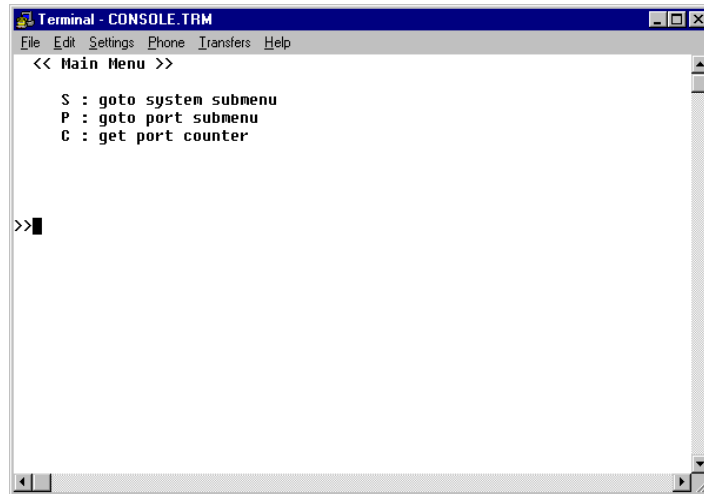 Terminal - CONSOLE.TRM
File Edit Settings Phone Transfers Help
<< Main Menu >>
S : goto system submenu
P : goto port submenu
C : get port counter
>>